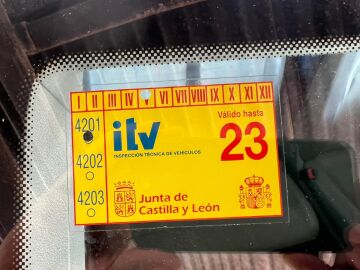 I II III IV V VI VII VIII IX X XI XII
4201
itv
Válido hasta
23
INSPECCIÓN TÉCNICA DE VEHÍCULOS
4202
4203
Junta de
Castilla y León